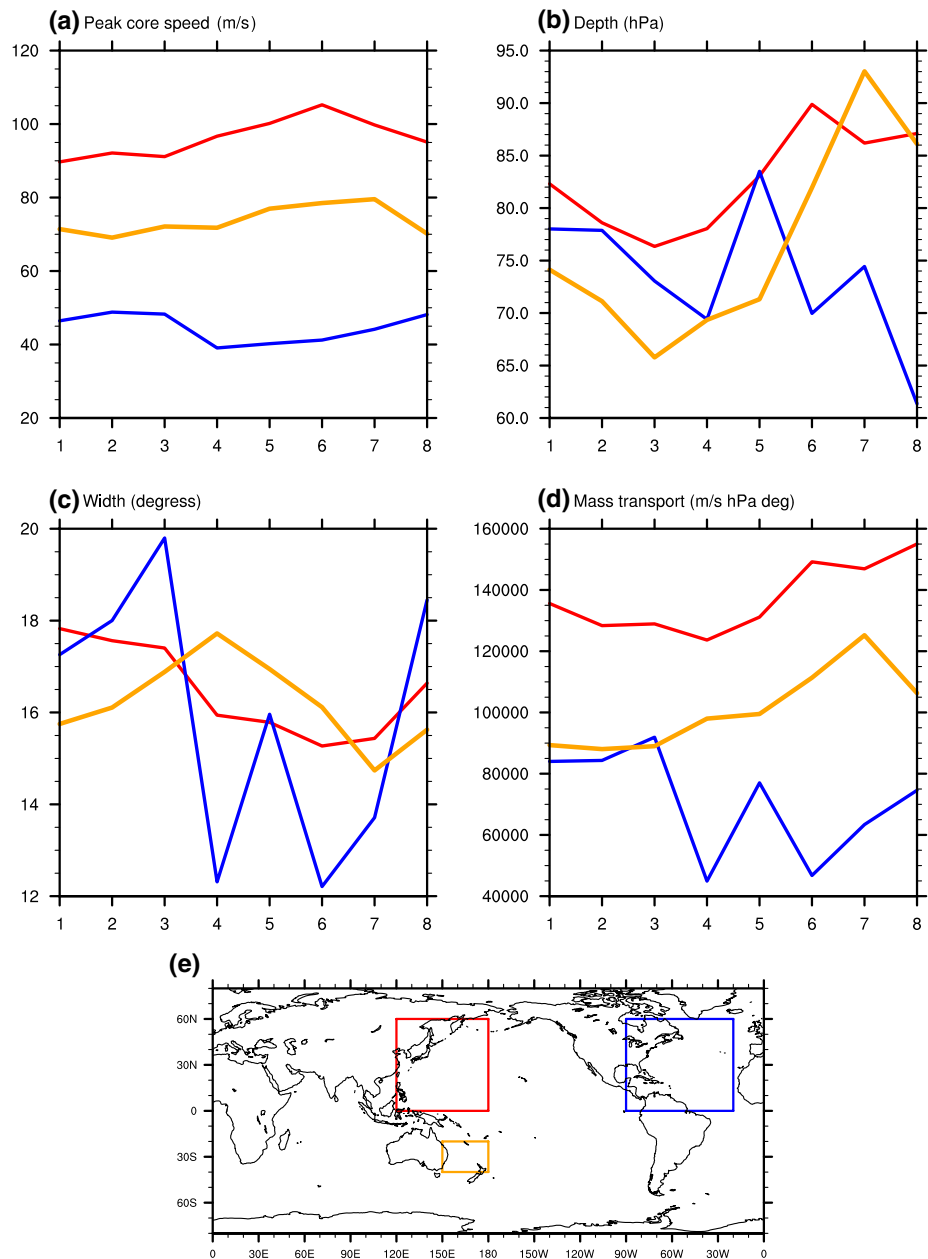 (a) Peak core speed (m/s)
120
100
80
60
40
20
1 2 3 4 5 6 7 8
(b) Depth (hPa)
95.0
90.0
85.0
80.0
75.0
70.0
65.0
60.0
1 2 3 4 5 6 7 8
(c) Width (degress)
20
18
16
14
12
1 2 3 4 5 6 7 8
(d) Mass transport (m/s hPa deg)
160000
140000
120000
100000
80000
60000
40000
1 2 3 4 5 6 7 8
(e)
60N
30N
0
30S
60S
0 30E 60E 90E 120E 150E 180 150W 120W 90W 60W 30W 0